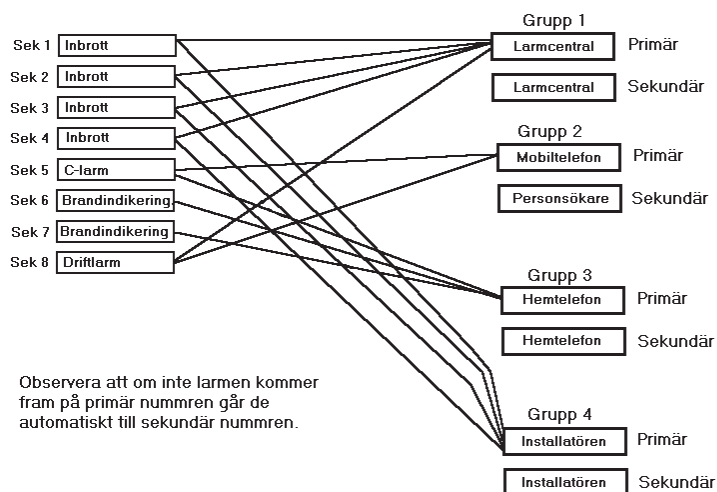 Sek 1 Inbrott
Sek 2 Inbrott
Sek 3 Inbrott
Sek 4 Inbrott
Sek 5 C-larm
Sek 6 Brandindikering
Sek 7 Brandindikering
Sek 8 Driftlarm
Grupp 1
Larmcentral Primär
Larmcentral Sekundär
Grupp 2
Mobiltelefon Primär
Personsökare Sekundär
Grupp 3
Hemtelefon Primär
Hemtelefon Sekundär
Grupp 4
Installatören Primär
Installatören Sekundär
Observera att om inte larmen kommer
fram på primär nummren går de
automatiskt till sekundär nummren.